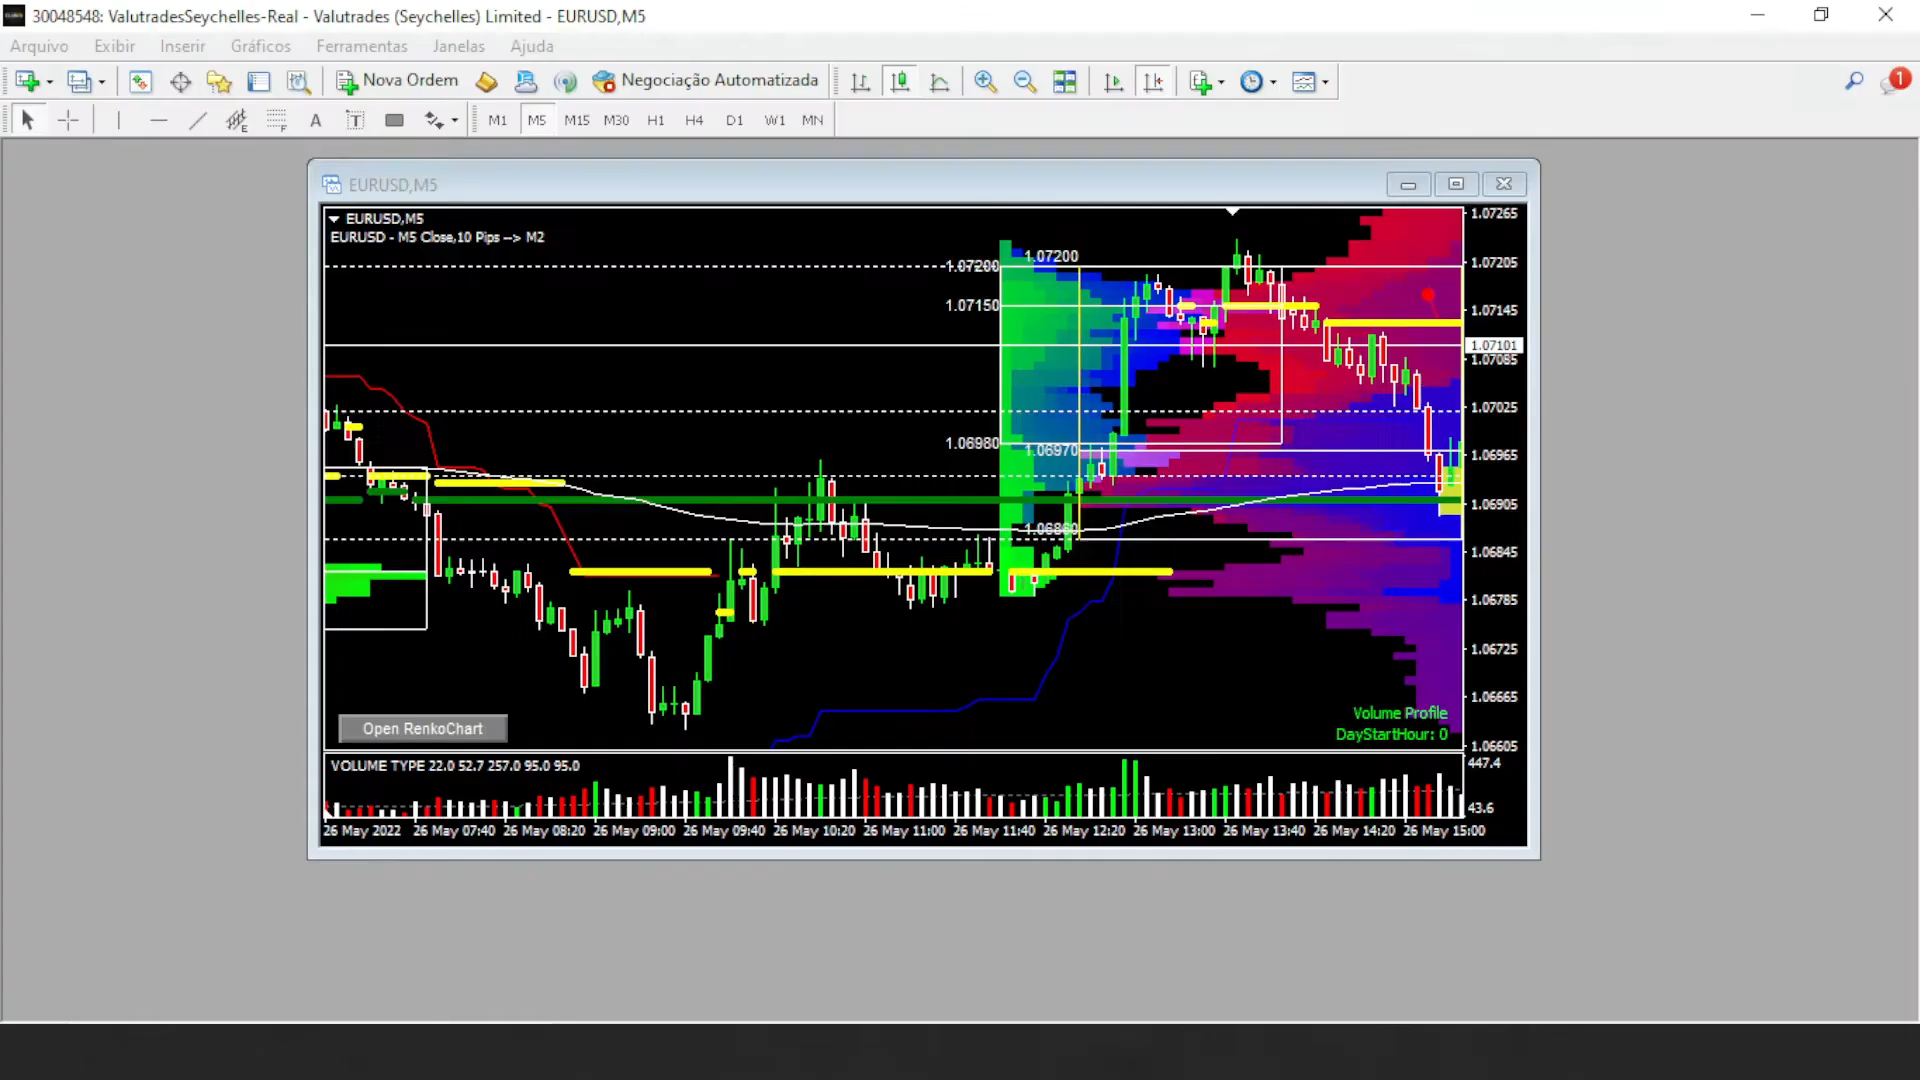 30048548: ValutradesSeychelles-Real - Valutrades (Seychelles) Limited - EURUSD,M5
Arquivo Exibir Inserir Gráficos Ferramentas Janelas Ajuda
Nova Ordem Negociação Automatizada 1
A T M1 M5 M15 M30 H1 H4 D1 W1 MN
EURUSD,M5
EURUSD,M5
EURUSD - M5 Close,10 Pips --> M2
1.07265
1.07200 1.07200 1.07205
1.07150 1.07145
1.07101
1.07085
1.07025
1.06980 1.06970 1.06965
1.06905
1.06860
1.06845
1.06785
1.06725
1.06665
Open RenkoChart
Volume Profile
DayStartHour: 0
1.06605
VOLUME TYPE 22.0 52.7 257.0 95.0 95.0
447.4
43.6
26 May 2022 26 May 07:40 26 May 08:20 26 May 09:00 26 May 09:40 26 May 10:20 26 May 11:00 26 May 11:40 26 May 12:20 26 May 13:00 26 May 13:40 26 May 14:20 26 May 15:00